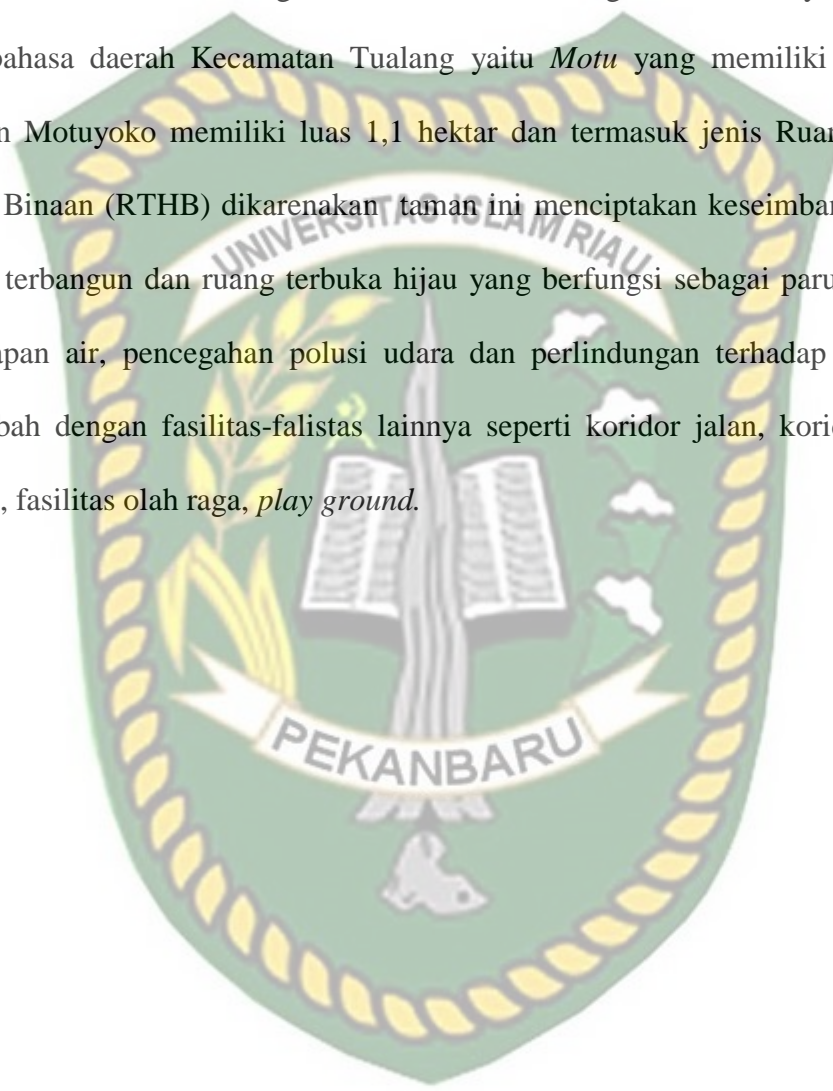 bahasa daerah Kecamatan Tualang yaitu Motu yang memiliki
n Motuyoko memiliki luas 1,1 hektar dan termasuk jenis Ruan
Binaan (RTHB) dikarenakan taman ini menciptakan keseimban
terbangun dan ruang terbuka hijau yang berfungsi sebagai paru
apan air, pencegahan polusi udara dan perlindungan terhadap
bah dengan fasilitas-falistas lainnya seperti koridor jalan, kori
, fasilitas olah raga, play ground.
UNIVERSITAS ISLAM RIAU
PEKANBARU